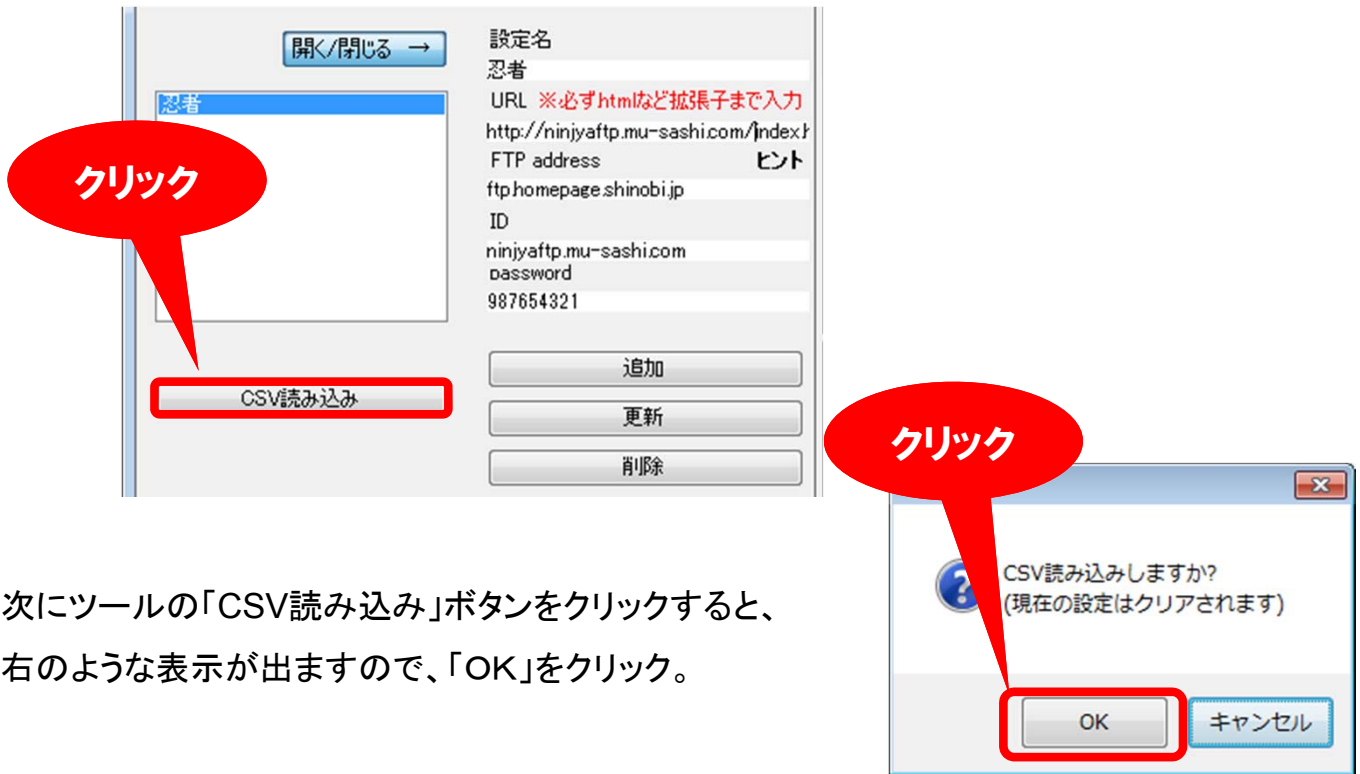 開く/閉じる →
設定名
忍者
忍者
URL ※必ずhtmlなど拡張子まで入力
http://ninjyaftp.mu-sashi.com/index.h
FTP address ヒント
ftp.homepage.shinobi.jp
ID
ninjyaftp.mu-sashi.com
password
987654321
クリック
CSV読み込み
追加
更新
削除
クリック
CSV読み込みしますか?
(現在の設定はクリアされます)
OK キャンセル
次にツールの「CSV読み込み」ボタンをクリックすると、
右のような表示が出ますので、「OK」をクリック。